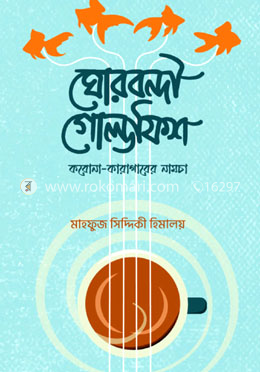 ঘোরবন্দী
গোল্ডফিশ
করোনা-কারাগারের নামচা
www.rokomari.com
16297
মাহফুজ সিদ্দিকী হিমালয়